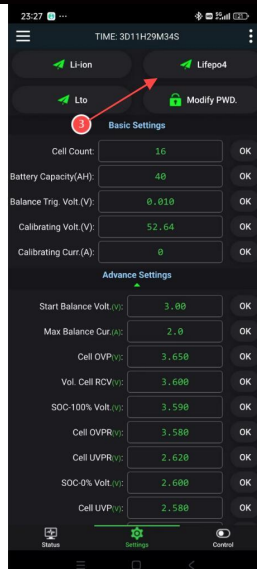 23:27 ···
5G
TIME: 3D11H29M34S
Li-ion
Lifepo4
Lto
Modify PWD.
3
Basic Settings
Cell Count: 16 OK
Battery Capacity(AH): 40 OK
Balance Trig. Volt.(V): 0.010 OK
Calibrating Volt.(V): 52.64 OK
Calibrating Curr.(A): 0 OK
Advance Settings
Start Balance Volt.(V): 3.00 OK
Max Balance Cur.(A): 2.0 OK
Cell OVP(V): 3.650 OK
Vol. Cell RCV(V): 3.600 OK
SOC-100% Volt.(V): 3.590 OK
Cell OVPR(V): 3.580 OK
Cell UVPR(V): 2.620 OK
SOC-0% Volt.(V): 2.600 OK
Cell UVP(V): 2.580 OK
Status
Settings
Control